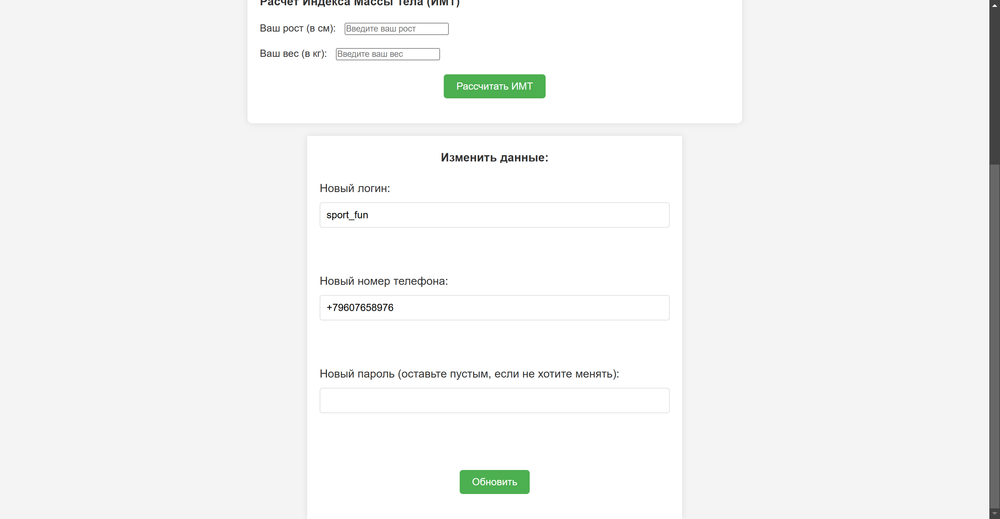 Расчет Индекса Массы Тела (ИМТ)
Ваш рост (в см): Введите ваш рост
Ваш вес (в кг): Введите ваш вес
Рассчитать ИМТ
Изменить данные:
Новый логин:
sport_fun
Новый номер телефона:
+79607658976
Новый пароль (оставьте пустым, если не хотите менять):
Обновить